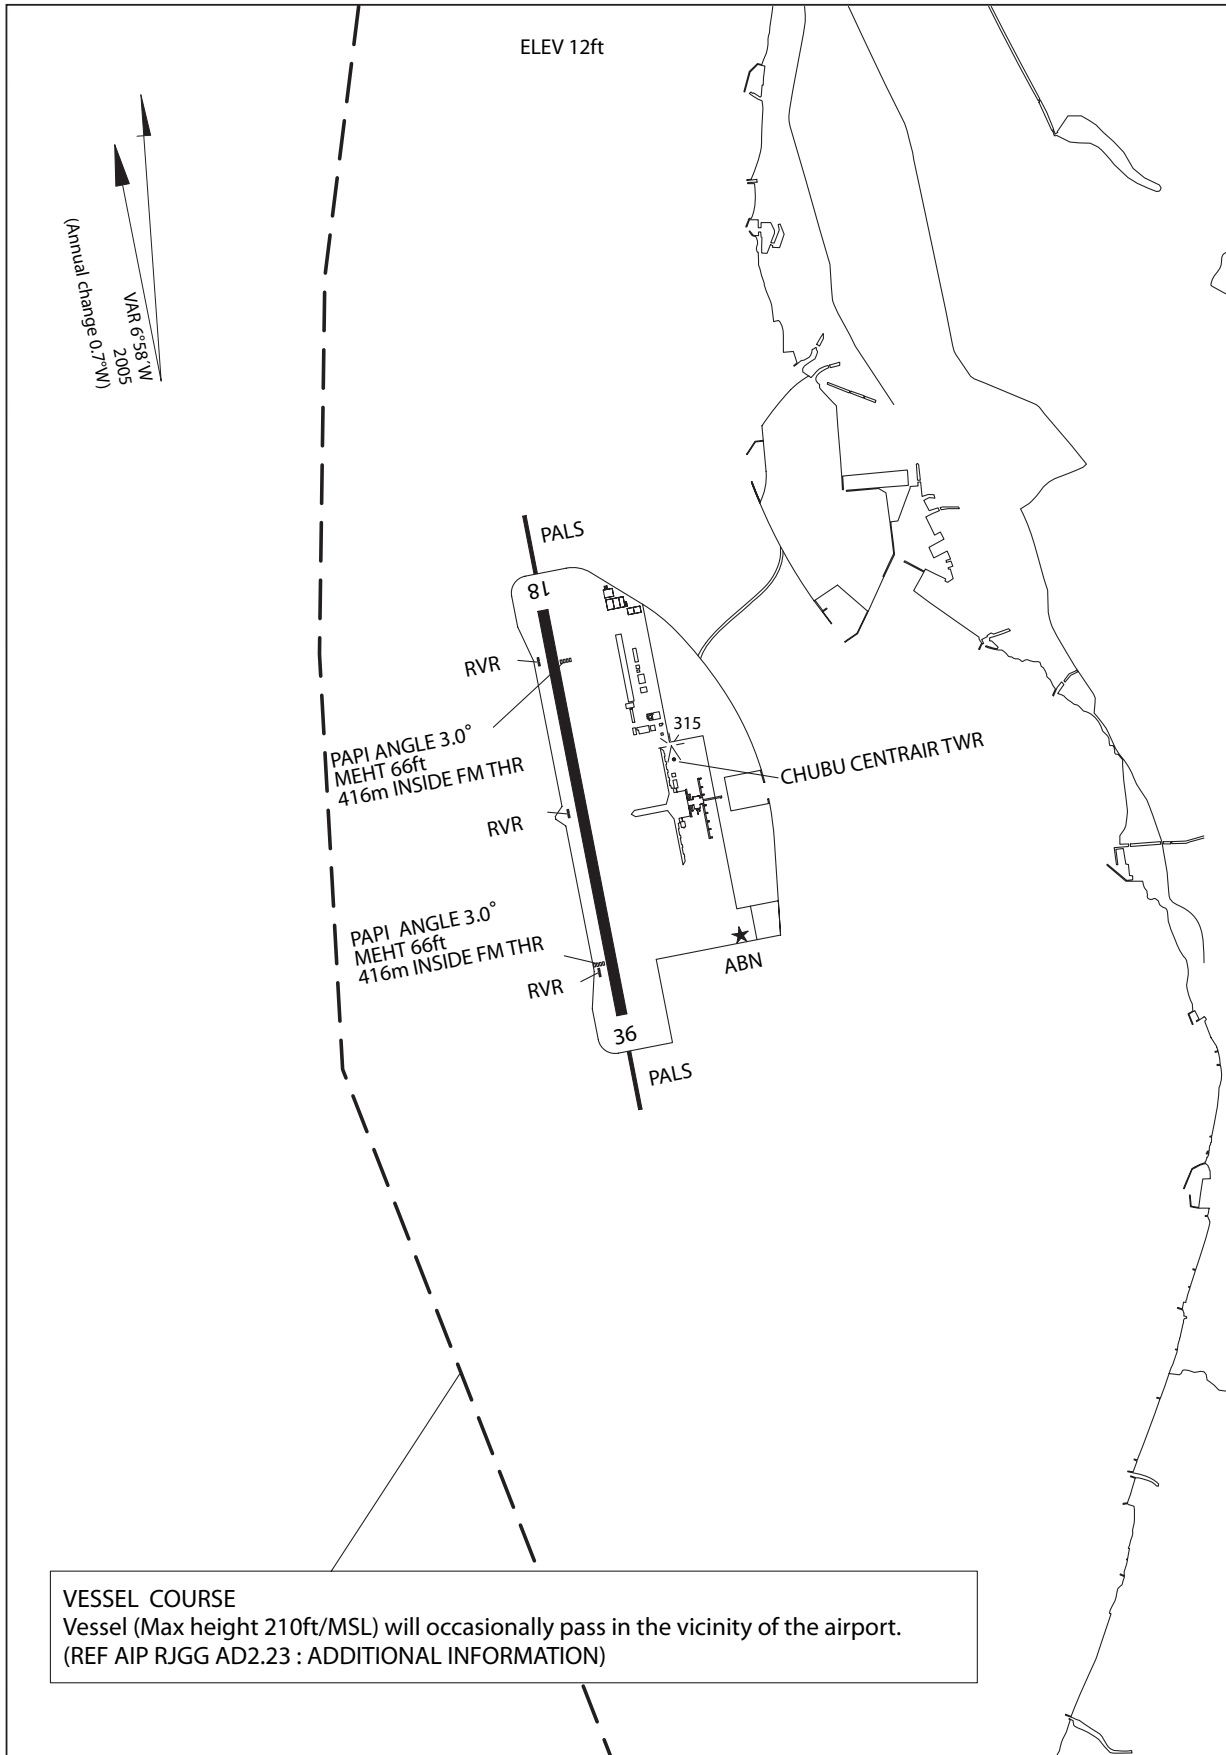 ELEV 12ft
VAR 6°58′W
2005
(Annual change 0.7°W)
PALS
18
RVR
315
PAPI ANGLE 3.0°
MEHT 66ft
416m INSIDE FM THR
CHUBU CENTRAIR TWR
RVR
PAPI ANGLE 3.0°
MEHT 66ft
416m INSIDE FM THR
ABN
RVR
36
PALS
VESSEL COURSE
Vessel (Max height 210ft/MSL) will occasionally pass in the vicinity of the airport.
(REF AIP RJGG AD2.23 : ADDITIONAL INFORMATION)